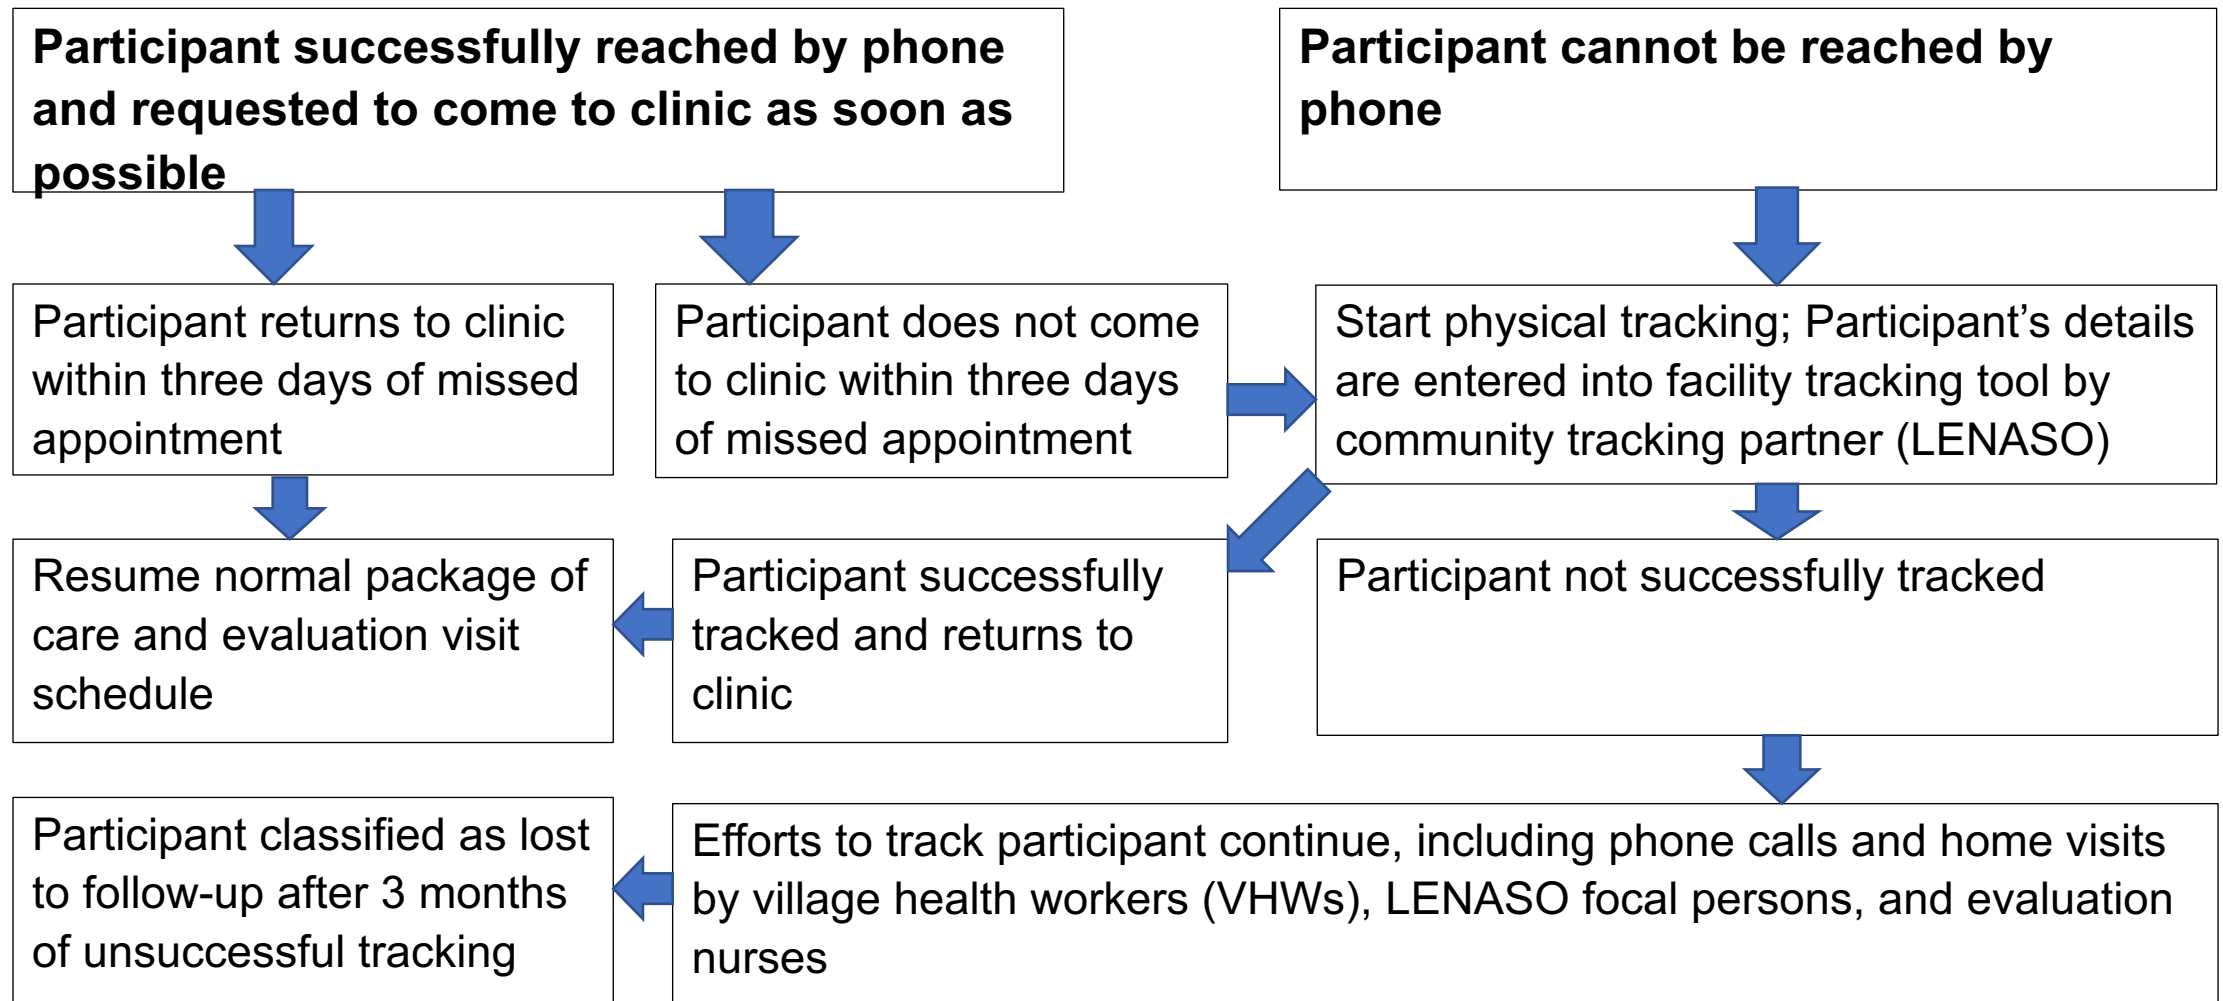 Participant successfully reached by phone
and requested to come to clinic as soon as
possible
Participant cannot be reached by
phone
Participant returns to clinic
within three days of missed
appointment
Participant does not come
to clinic within three days
of missed appointment
Start physical tracking; Participant’s details
are entered into facility tracking tool by
community tracking partner (LENASO)
Resume normal package of
care and evaluation visit
schedule
Participant successfully
tracked and returns to
clinic
Participant not successfully tracked
Participant classified as lost
to follow-up after 3 months
of unsuccessful tracking
Efforts to track participant continue, including phone calls and home visits
by village health workers (VHWs), LENASO focal persons, and evaluation
nurses